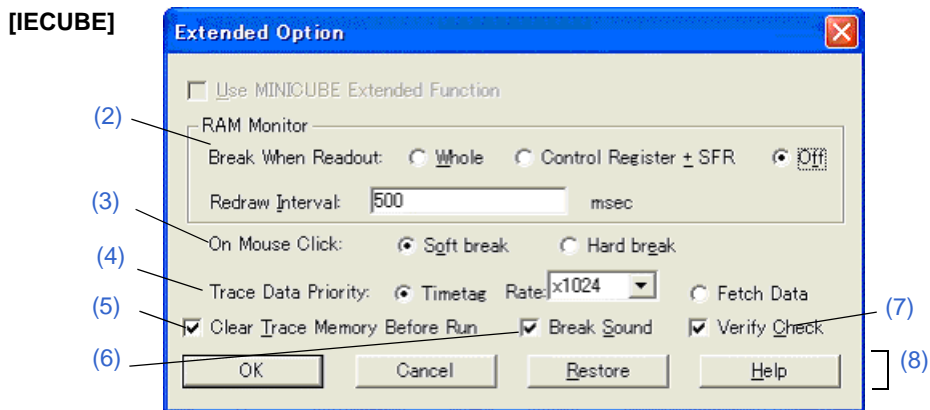 [IECUBE]
Extended Option
Use MINICUBE Extended Function
(2)
RAM Monitor
Break When Readout: Whole Control Register + SFR Off
Redraw Interval: 500 msec
(3)
On Mouse Click: Soft break Hard break
(4)
Trace Data Priority: Timetag Rate: x1024 Fetch Data
(5)
Clear Trace Memory Before Run Break Sound Verify Check
(7)
(6)
OK Cancel Restore Help
(8)